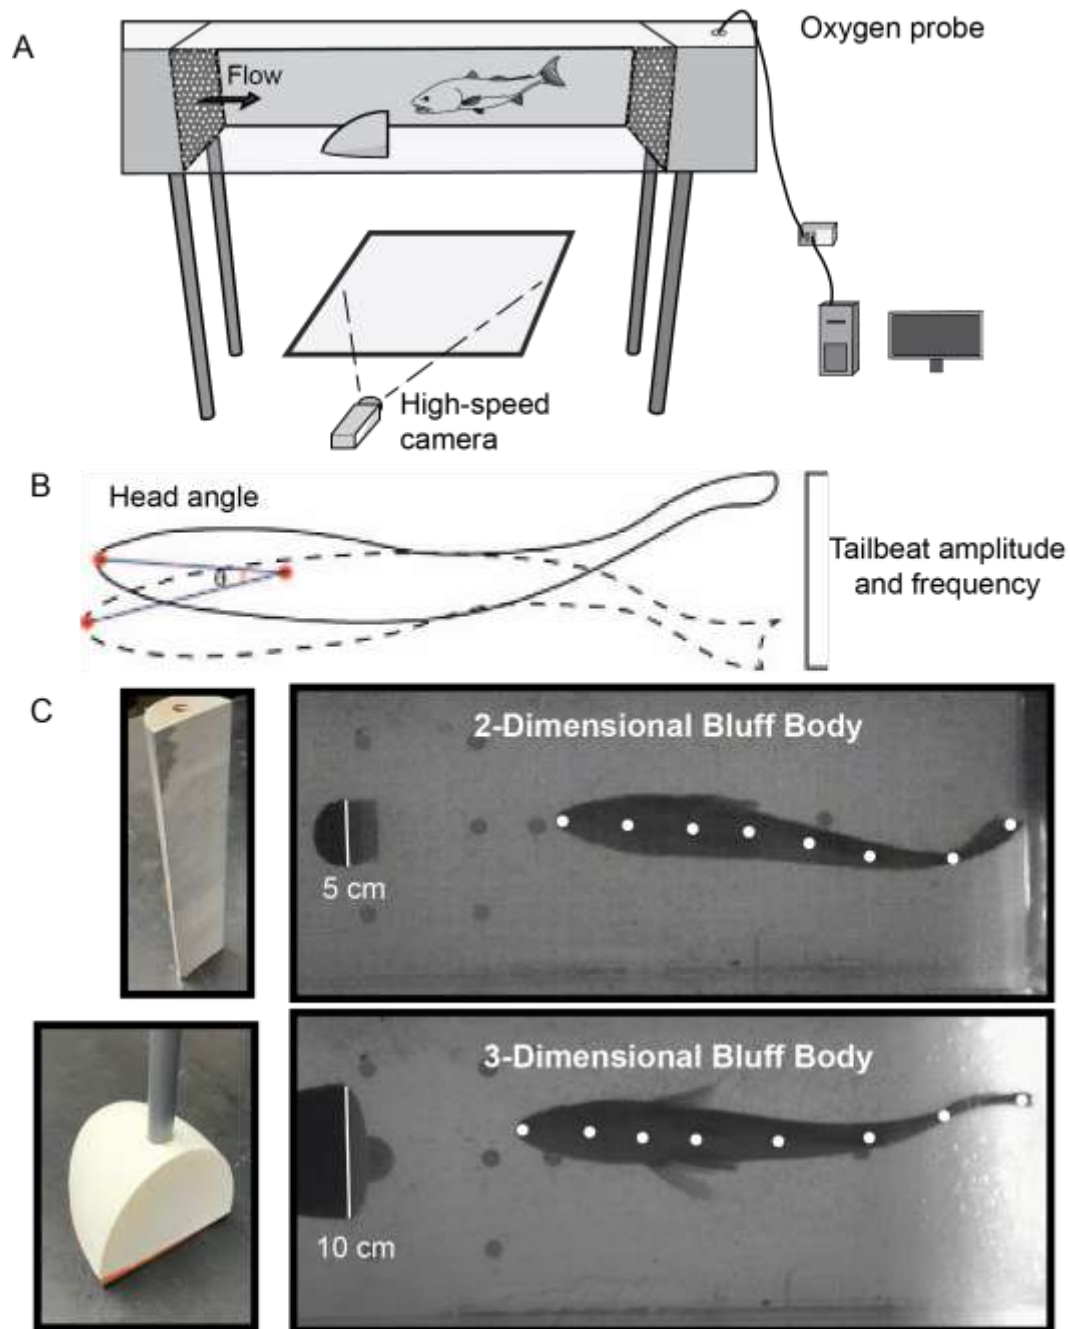 A
Oxygen probe
Flow
High-speed
camera
B
Head angle
Tailbeat amplitude
and frequency
C
2-Dimensional Bluff Body
5 cm
3-Dimensional Bluff Body
10 cm